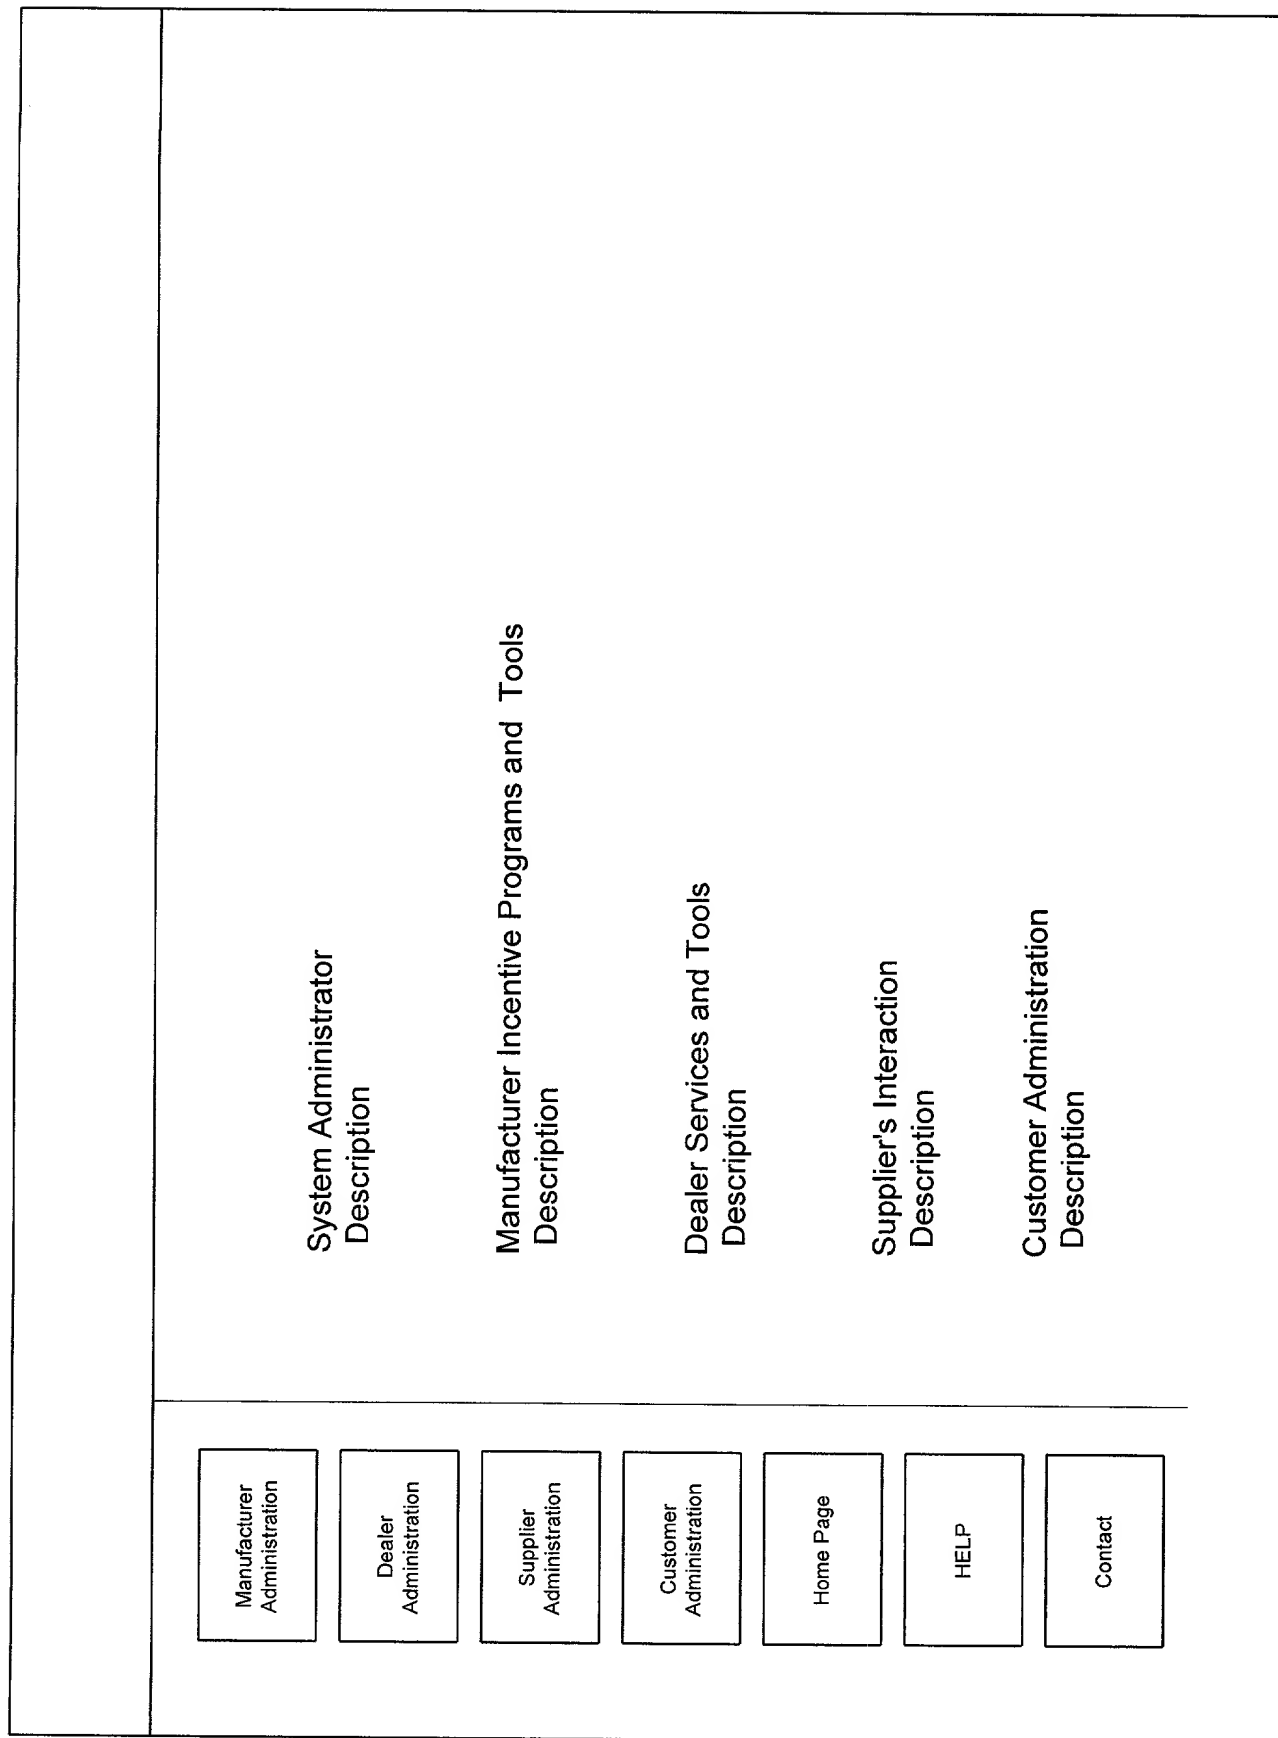 Manufacturer
Administration
Dealer
Administration
Supplier
Administration
Customer
Administration
Home Page
HELP
Contact
System Administrator
Description
Manufacturer Incentive Programs and Tools
Description
Dealer Services and Tools
Description
Supplier's Interaction
Description
Customer Administration
Description